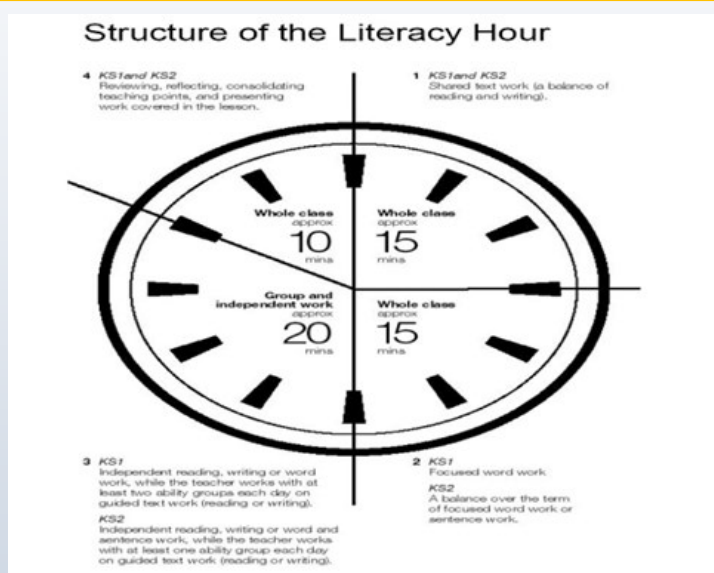 Structure of the Literacy Hour
4 KS1and KS2
Reviewing, reflecting, consolidating
teaching points, and presenting
work covered in the lesson.
1 KS1and KS2
Shared text work (a balance of
reading and writing).
Whole class
approx
10
mins
Whole class
approx
15
mins
Group and
independent work
approx
20
mins
Whole class
approx
15
mins
3 KS1
Independent reading, writing or word
work, while the teacher works with at
least two ability groups each day on
guided text work (reading or writing).
KS2
Independent reading, writing or word and
sentence work, while the teacher works
with at least one ability group each day
on guided text work (reading or writing).
2 KS1
Focused word work
KS2
A balance over the term
of focused word work or
sentence work.